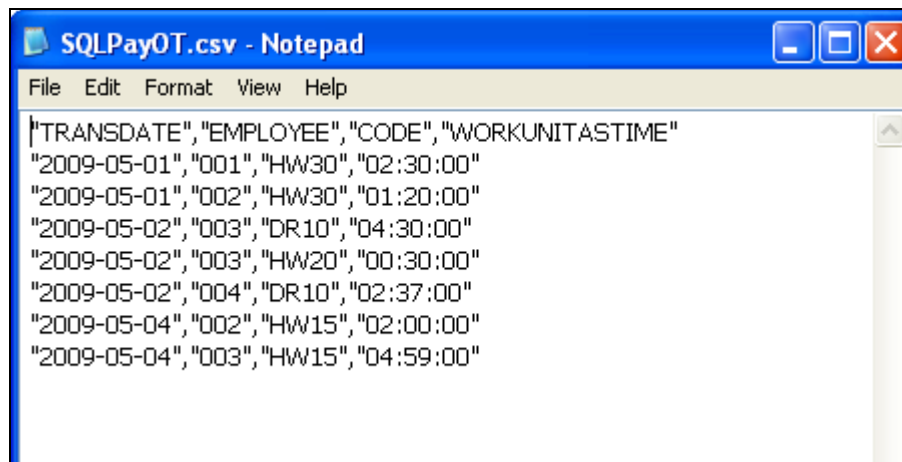 SQLPayOT.csv - Notepad
File Edit Format View Help
"TRANSDATE","EMPLOYEE","CODE","WORKUNITASTIME"
"2009-05-01","001","HW30","02:30:00"
"2009-05-01","002","HW30","01:20:00"
"2009-05-02","003","DR10","04:30:00"
"2009-05-02","003","HW20","00:30:00"
"2009-05-02","004","DR10","02:37:00"
"2009-05-04","002","HW15","02:00:00"
"2009-05-04","003","HW15","04:59:00"